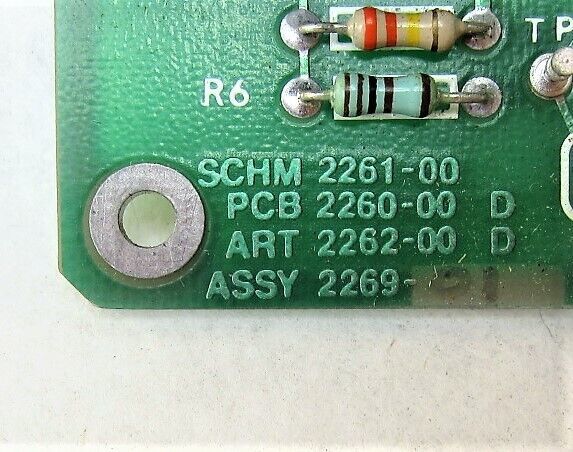 TP
R6
SCHM 2261-00
PCB 2260-00 D
ART 2262-00 D
ASSY 2269-